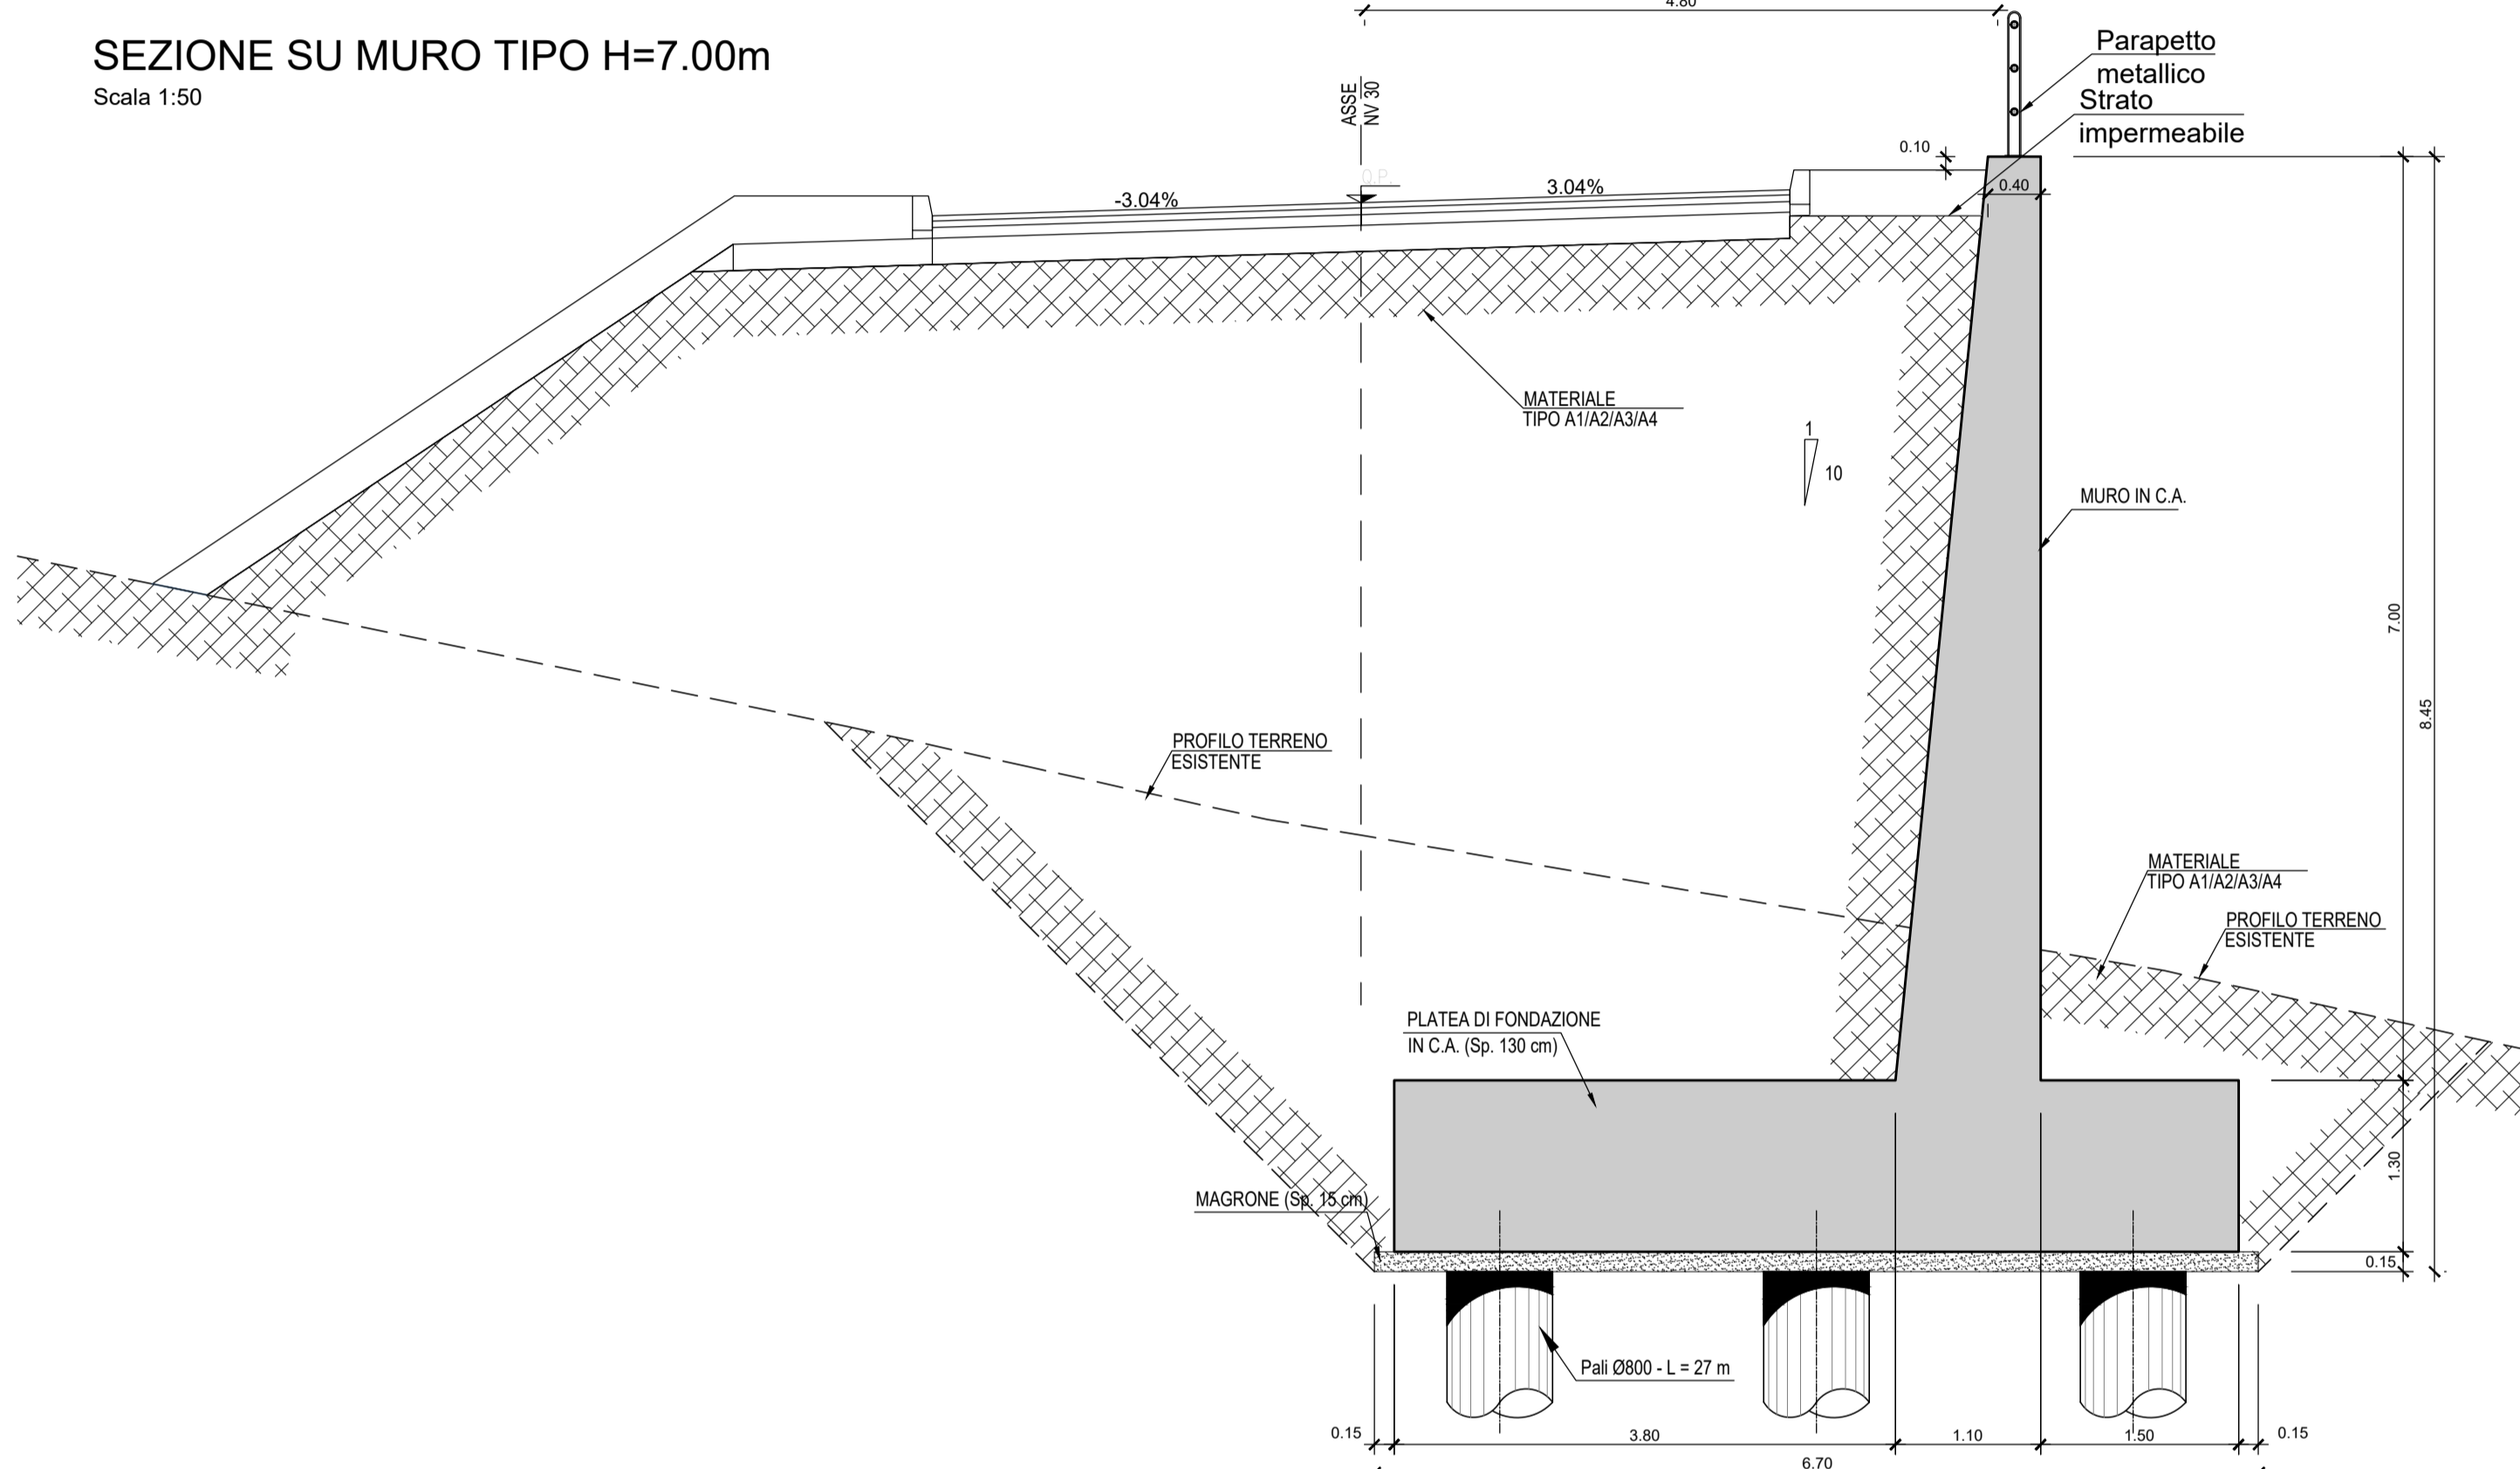 4.80
SEZIONE SU MURO TIPO H=7.00m
Scala 1:50
Parapetto
metallico
Strato
impermeabile
ASSE
NV 30
0.10
Q.P.
0.40
-3.04%
3.04%
MATERIALE
TIPO A1/A2/A3/A4
1
10
MURO IN C.A.
7.00
8.45
PROFILO TERRENO
ESISTENTE
MATERIALE
TIPO A1/A2/A3/A4
PROFILO TERRENO
ESISTENTE
PLATEA DI FONDAZIONE
IN C.A. (Sp. 130 cm)
1.30
MAGRONE (Sp. 15 cm)
0.15
Pali Ø800 - L = 27 m
0.15
3.80
1.10
1.50
0.15
6.70